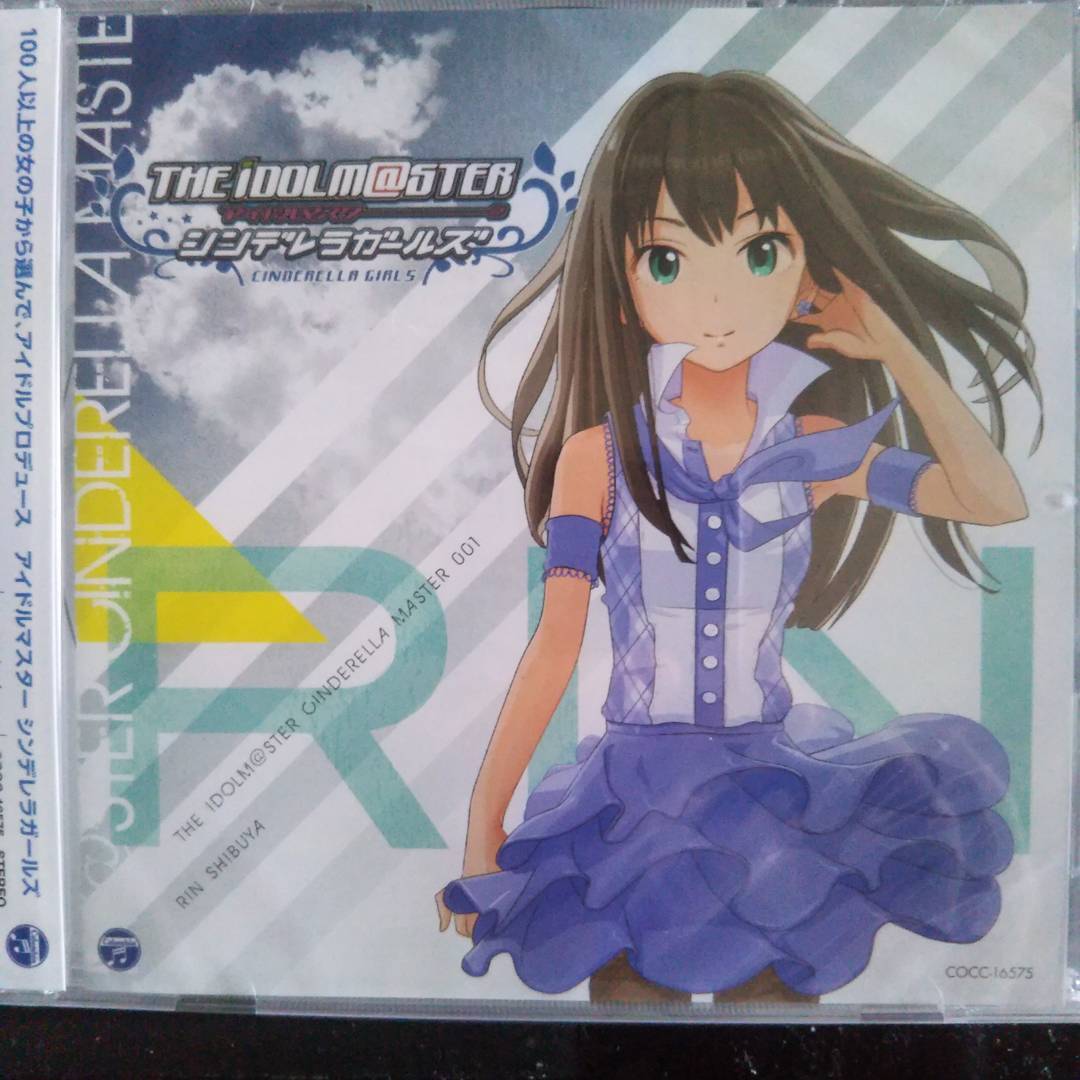 100人以上の女の子から選んで、アイドルプロデュース アイドルマスター シンデレラガールズ
STEREO
THE iDOLM@STER
アイドルマスター
シンデレラガールズ
CINDERELLA GIRLS
@STER CINDERELLA MASTE
RIN
THE IDOLM@STER CINDERELLA MASTER 001
RIN SHIBUYA
COCC-16575